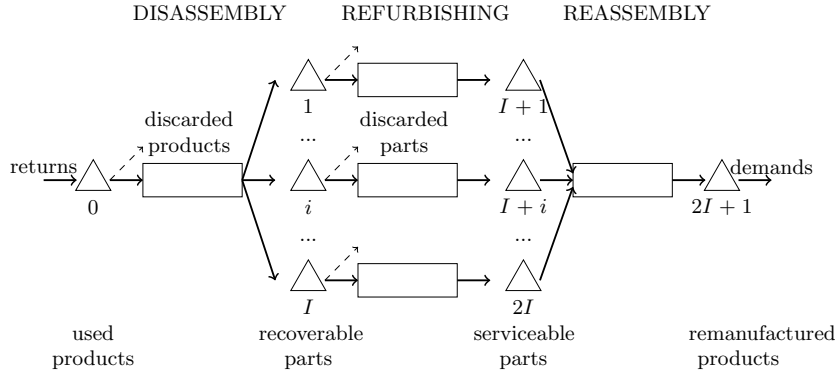 DISASSEMBLY REFURBISHING REASSEMBLY
1
I + 1
discarded
products
discarded
parts
...
...
returns
demands
0
i
I + i
2I + 1
...
...
I
2I
used
products
recoverable
parts
serviceable
parts
remanufactured
products